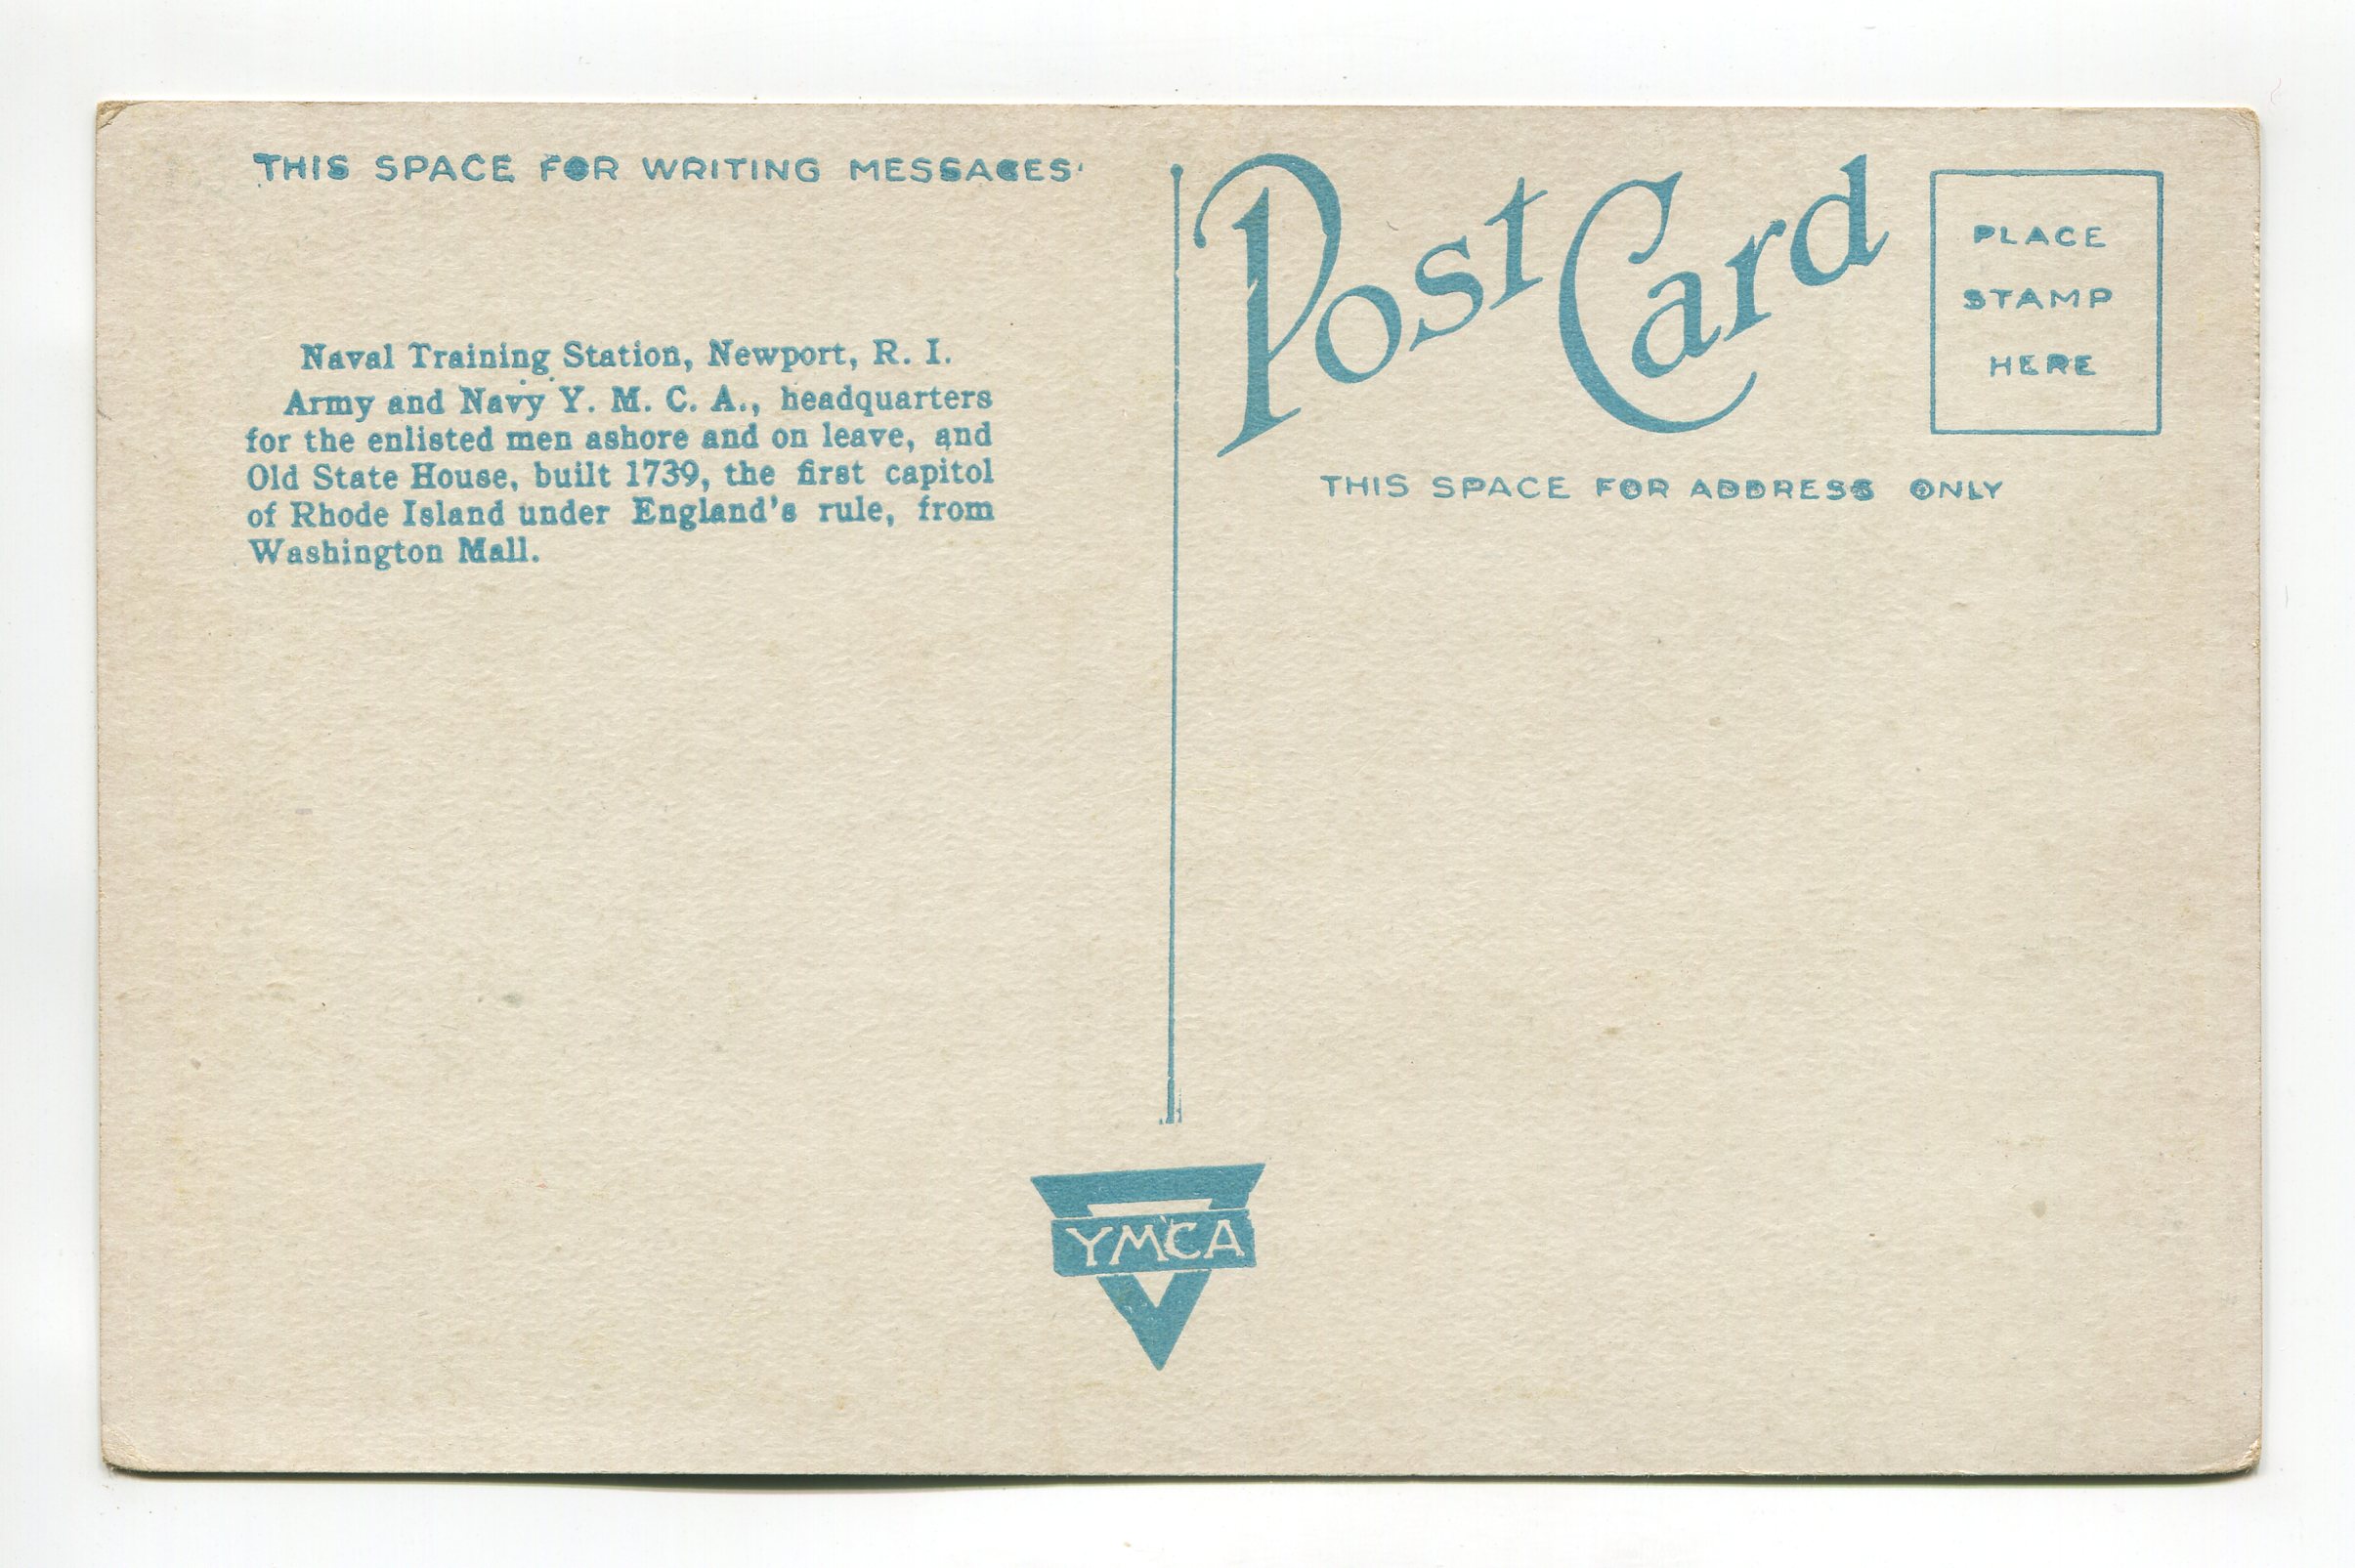 THIS SPACE FOR WRITING MESSAGES
Naval Training Station, Newport, R. I.
Army and Navy Y. M. C. A., headquarters
for the enlisted men ashore and on leave, and
Old State House, built 1739, the first capitol
of Rhode Island under England's rule, from
Washington Mall.
Post Card
PLACE
STAMP
HERE
THIS SPACE FOR ADDRESS ONLY
YMCA